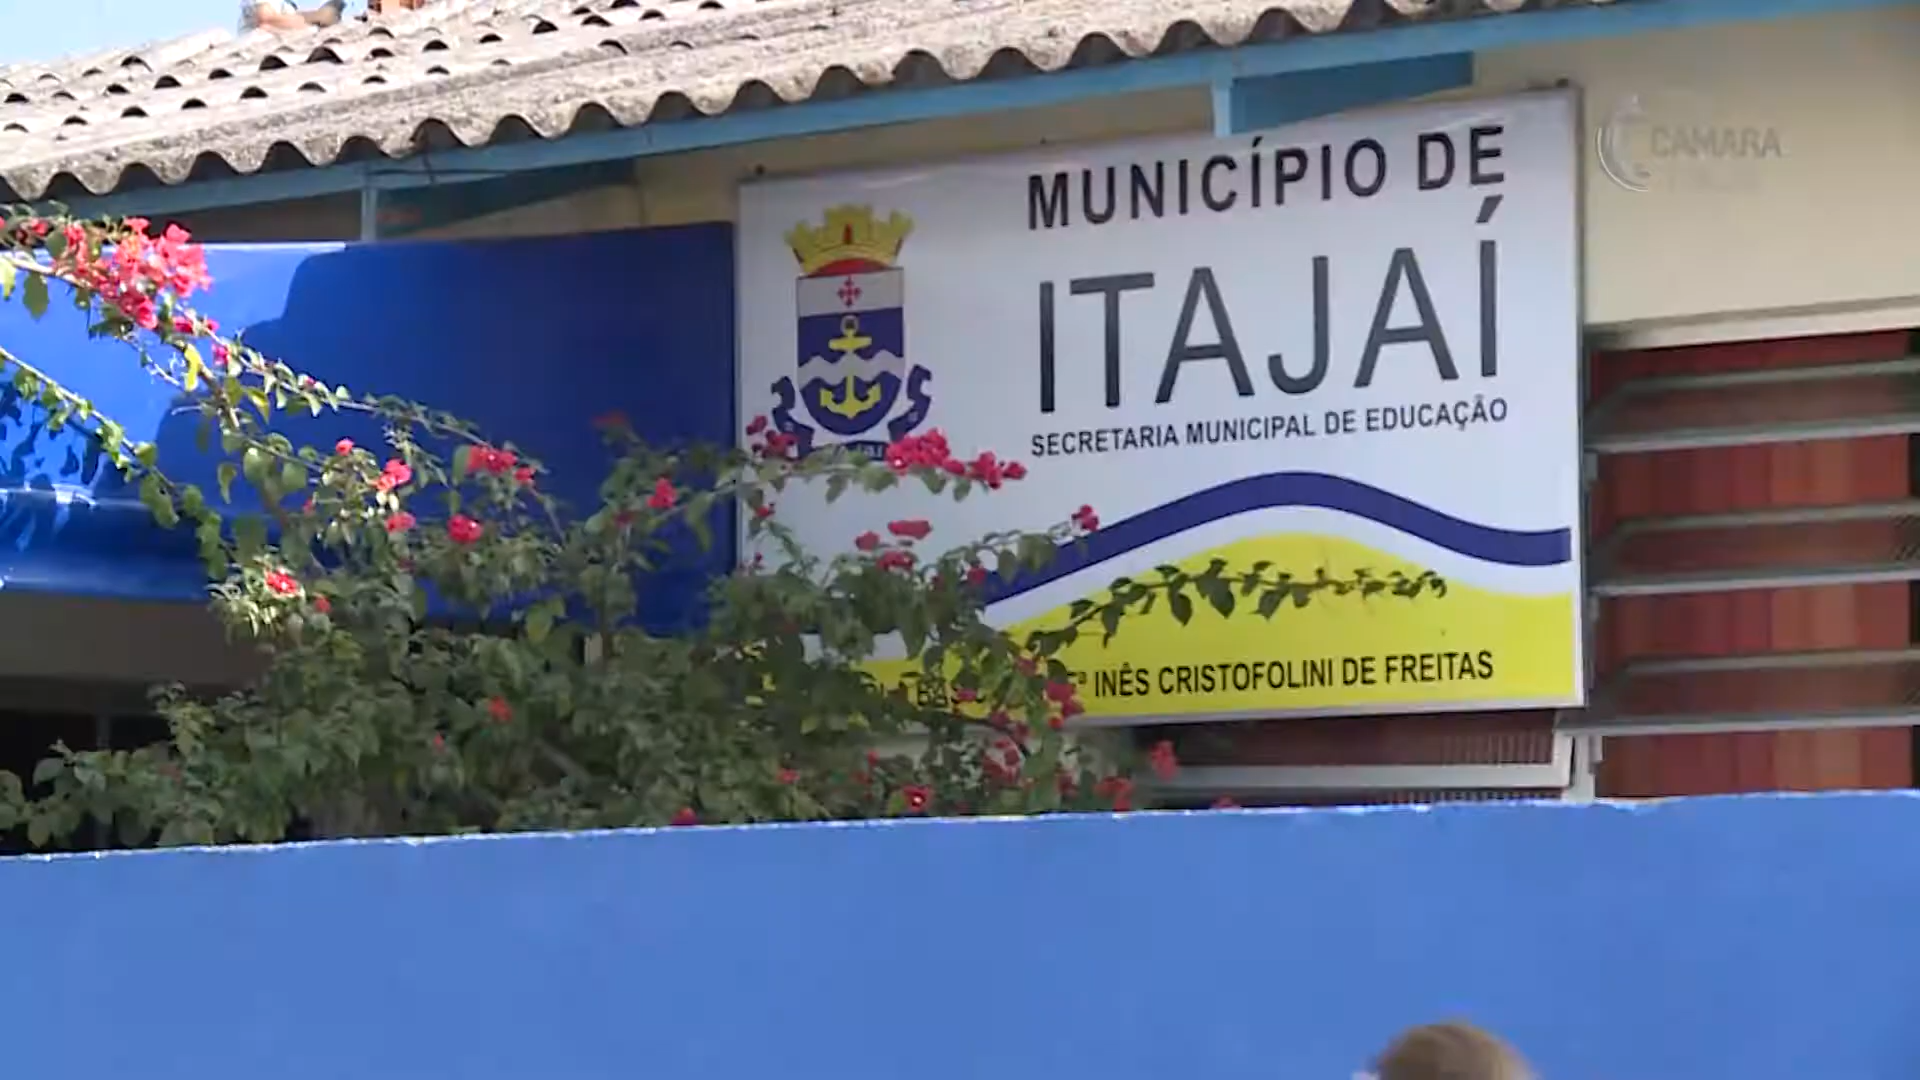 MUNICÍPIO DE
ITAJAÍ
SECRETARIA MUNICIPAL DE EDUCAÇÃO
INÊS CRISTOFOLINI DE FREITAS
CAMARA